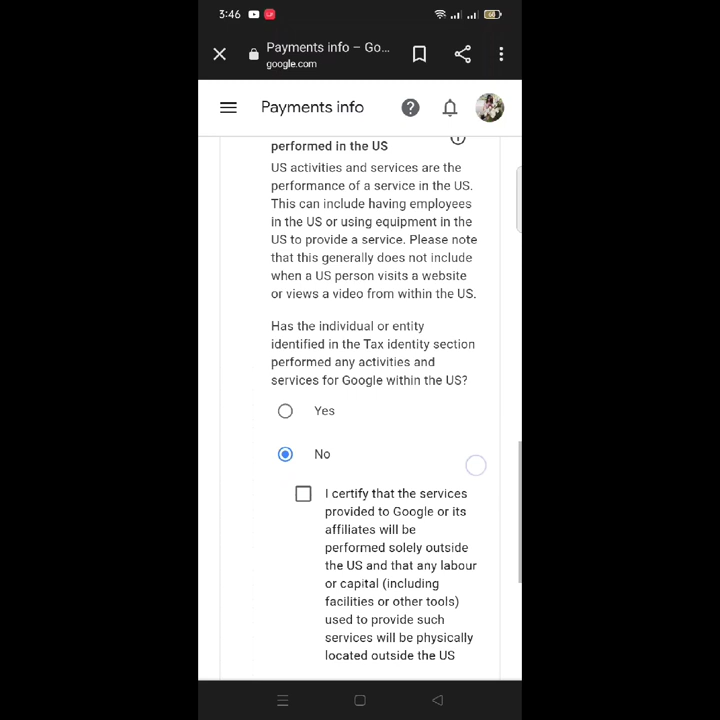 3:46
Payments info – Go...
google.com
Payments info
performed in the US
US activities and services are the
performance of a service in the US.
This can include having employees
in the US or using equipment in the
US to provide a service. Please note
that this generally does not include
when a US person visits a website
or views a video from within the US.
Has the individual or entity
identified in the Tax identity section
performed any activities and
services for Google within the US?
Yes
No
I certify that the services
provided to Google or its
affiliates will be
performed solely outside
the US and that any labour
or capital (including
facilities or other tools)
used to provide such
services will be physically
located outside the US